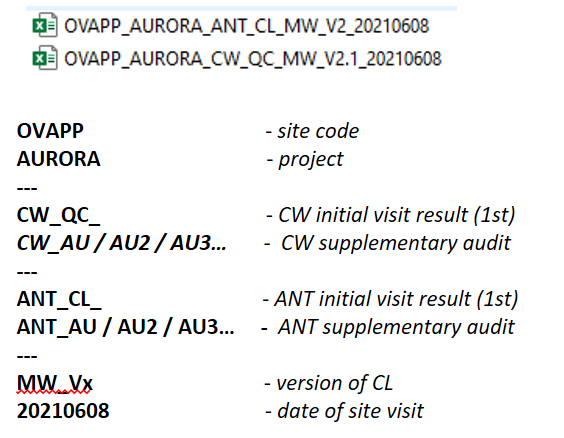 OVAPP_AURORA_ANT_CL_MW_V2_20210608
OVAPP_AURORA_CW_QC_MW_V2.1_20210608
OVAPP - site code
AURORA - project
---
CW_QC_ - CW initial visit result (1st)
CW_AU / AU2 / AU3... - CW supplementary audit
---
ANT_CL_ - ANT initial visit result (1st)
ANT_AU / AU2 / AU3... - ANT supplementary audit
---
MW_Vx - version of CL
20210608 - date of site visit